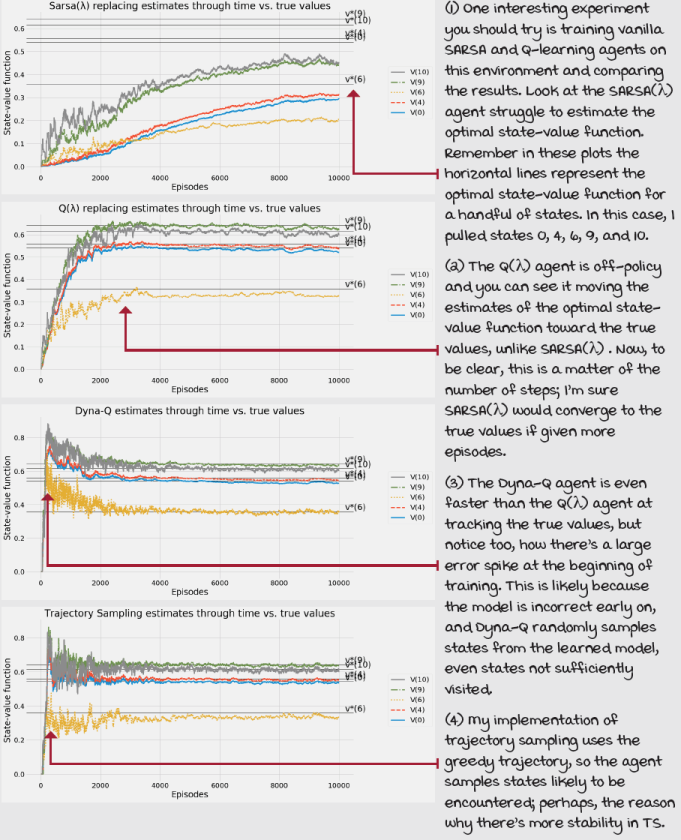 Sarsa(λ) replacing estimates through time vs. true values
State-value function
0.6
0.5
0.4
0.3
0.2
0.1
0.0
v*(9)
v*(10)
v*(4)
v*(0)
v*(6)
V(10)
V(9)
V(6)
V(4)
V(0)
0 2000 4000 6000 8000 10000
Episodes
Q(λ) replacing estimates through time vs. true values
State-value function
0.6
0.5
0.4
0.3
0.2
0.1
0.0
v*(9)
v*(10)
v*(4)
v*(0)
v*(6)
V(10)
V(9)
V(6)
V(4)
V(0)
0 2000 4000 6000 8000 10000
Episodes
Dyna-Q estimates through time vs. true values
State-value function
0.8
0.6
0.4
0.2
0.0
v*(9)
v*(10)
v*(4)
v*(0)
v*(6)
V(10)
V(9)
V(6)
V(4)
V(0)
0 2000 4000 6000 8000 10000
Episodes
Trajectory Sampling estimates through time vs. true values
State-value function
0.8
0.6
0.4
0.2
0.0
v*(9)
v*(10)
v*(4)
v*(0)
v*(6)
V(10)
V(9)
V(6)
V(4)
V(0)
0 2000 4000 6000 8000 10000
Episodes
(1) One interesting experiment
you should try is training vanilla
SARSA and Q-learning agents on
this environment and comparing
the results. Look at the SARSA(λ)
agent struggle to estimate the
optimal state-value function.
Remember in these plots the
horizontal lines represent the
optimal state-value function for
a handful of states. In this case, I
pulled states 0, 4, 6, 9, and 10.
(2) The Q(λ) agent is off-policy
and you can see it moving the
estimates of the optimal state-
value function toward the true
values, unlike SARSA(λ) . Now, to
be clear, this is a matter of the
number of steps; I'm sure
SARSA(λ) would converge to the
true values if given more
episodes.
(3) The Dyna-Q agent is even
faster than the Q(λ) agent at
tracking the true values, but
notice too, how there's a large
error spike at the beginning of
training. This is likely because
the model is incorrect early on,
and Dyna-Q randomly samples
states from the learned model,
even states not sufficiently
visited.
(4) My implementation of
trajectory sampling uses the
greedy trajectory, so the agent
samples states likely to be
encountered; perhaps, the reason
why there's more stability in TS.